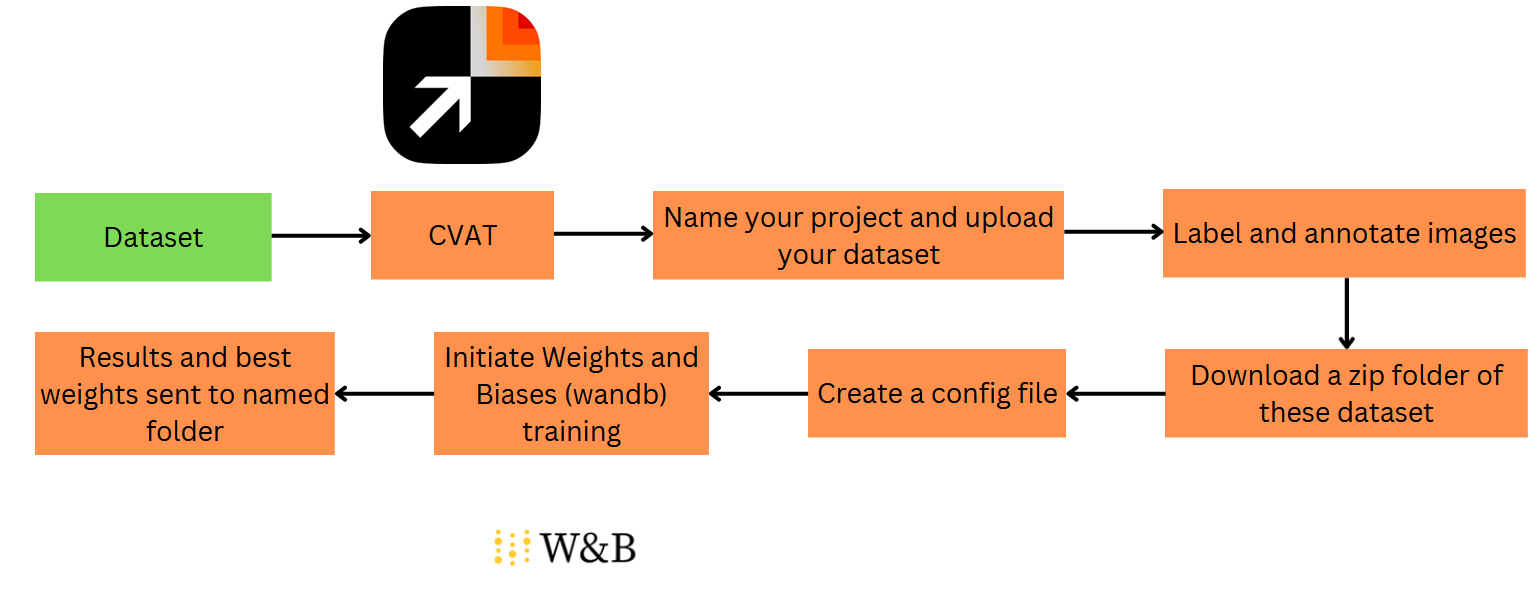 Dataset
CVAT
Name your project and upload
your dataset
Label and annotate images
Download a zip folder of
these dataset
Create a config file
Initiate Weights and
Biases (wandb)
training
Results and best
weights sent to named
folder
W&B